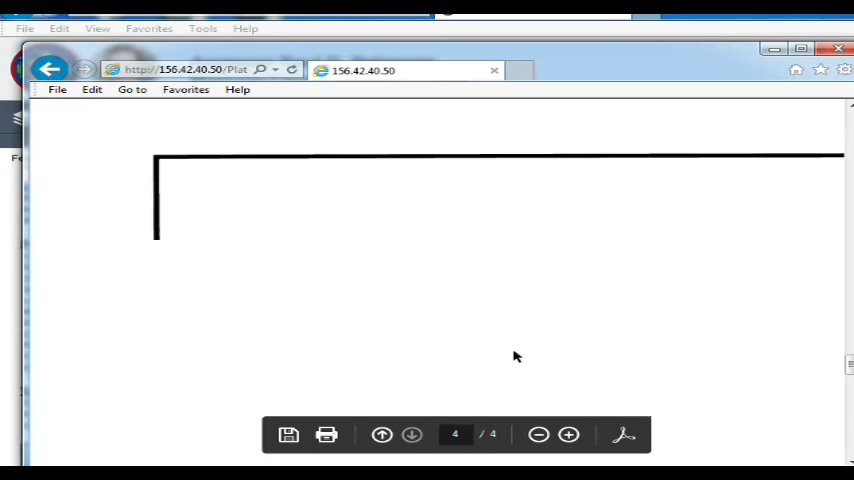 File Edit View Favorites Tools Help
http://156.42.40.50/Plat
156.42.40.50
File Edit Go to Favorites Help
Fe
4 / 4